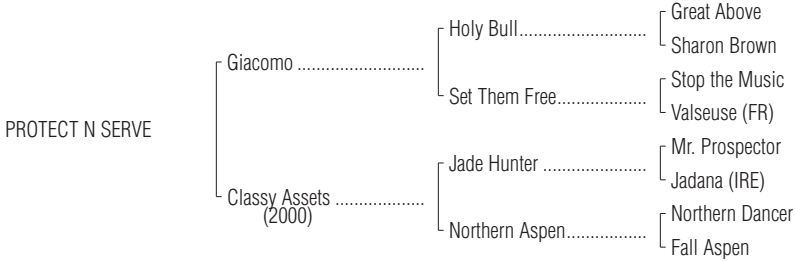 Great Above
Holy Bull..............................
Sharon Brown
Giacomo ..............................
Stop the Music
Set Them Free.....................
Valseuse (FR)
PROTECT N SERVE
Mr. Prospector
Jade Hunter ........................
Jadana (IRE)
Classy Assets .....................
(2000)
Northern Dancer
Northern Aspen...................
Fall Aspen